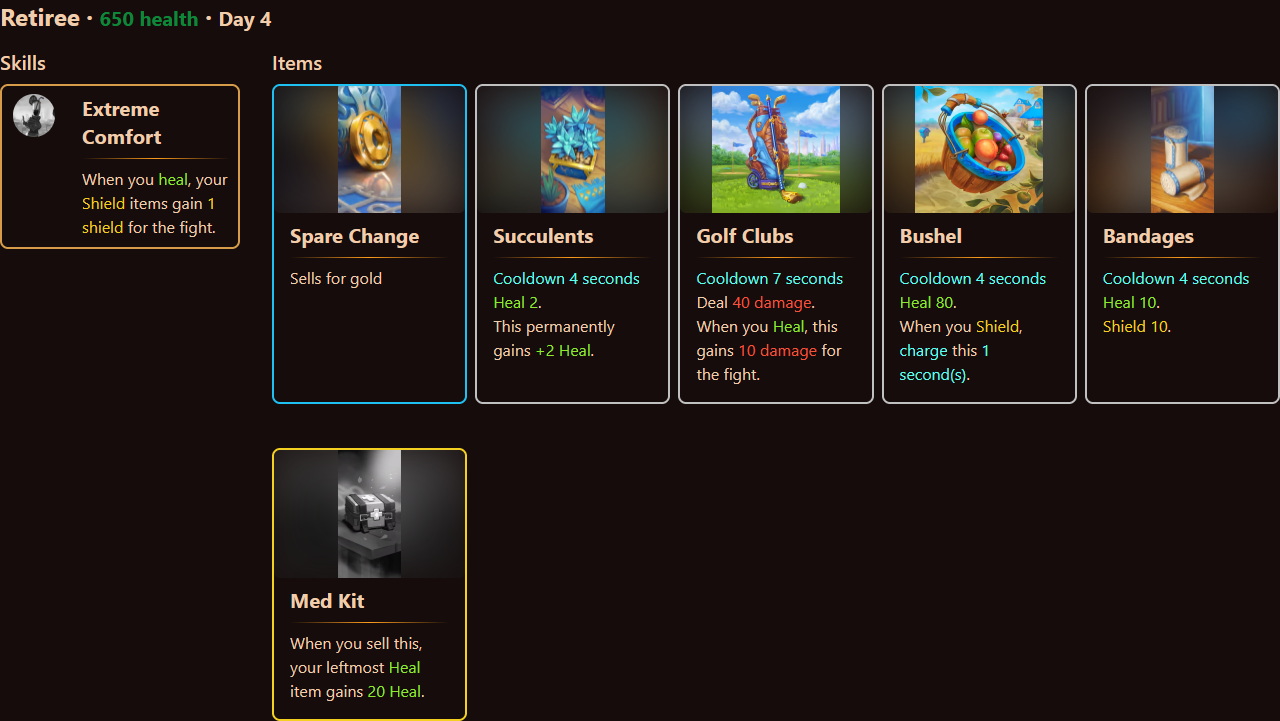 Retiree • 650 health • Day 4
Skills
Extreme
Comfort
When you heal, your
Shield items gain 1
shield for the fight.
Items
Spare Change
Sells for gold
Succulents
Cooldown 4 seconds
Heal 2.
This permanently
gains +2 Heal.
Golf Clubs
Cooldown 7 seconds
Deal 40 damage.
When you Heal, this
gains 10 damage for
the fight.
Bushel
Cooldown 4 seconds
Heal 80.
When you Shield,
charge this 1
second(s).
Bandages
Cooldown 4 seconds
Heal 10.
Shield 10.
Med Kit
When you sell this,
your leftmost Heal
item gains 20 Heal.